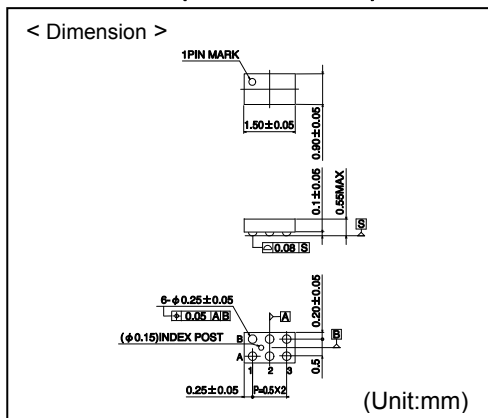 < Dimension >
1PIN MARK
1.50±0.05
0.90±0.05
0.1±0.05
0.55MAX
S
0.08 S
6-φ0.25±0.05
0.05 A B
A
(φ0.15)INDEX POST
B
A
1 2 3
0.20±0.05
B
0.5
0.25±0.05
P=0.5×2
(Unit:mm)